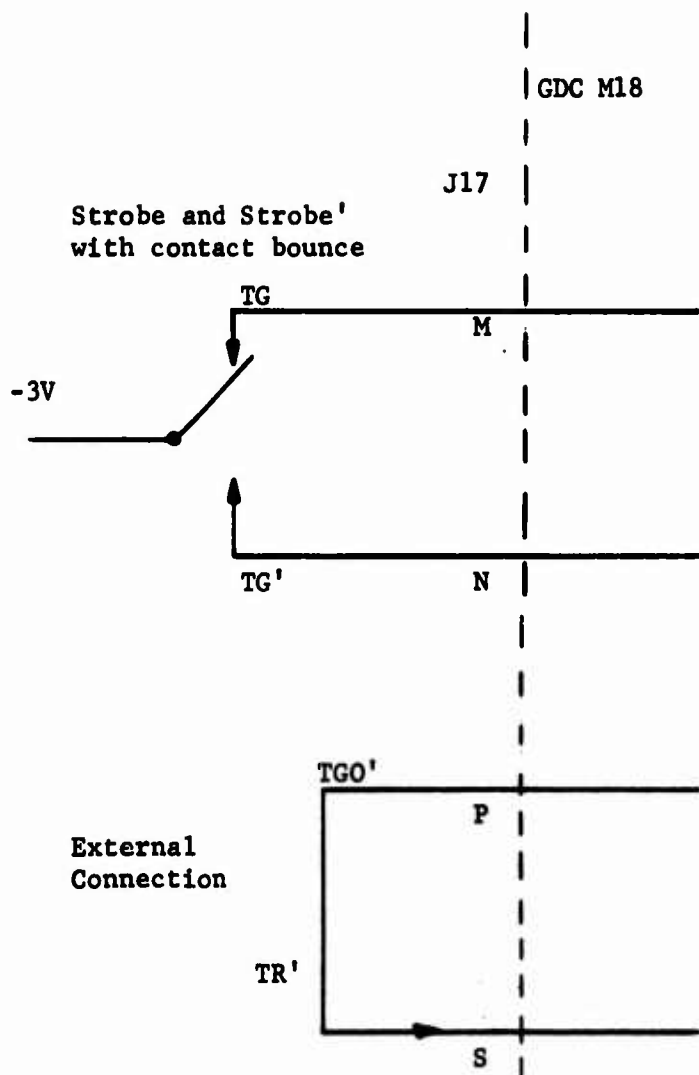 GDC M18
J17
Strobe and Strobe'
with contact bounce
TG
M
-3V
TG'
N
TGO'
P
External
Connection
TR'
S